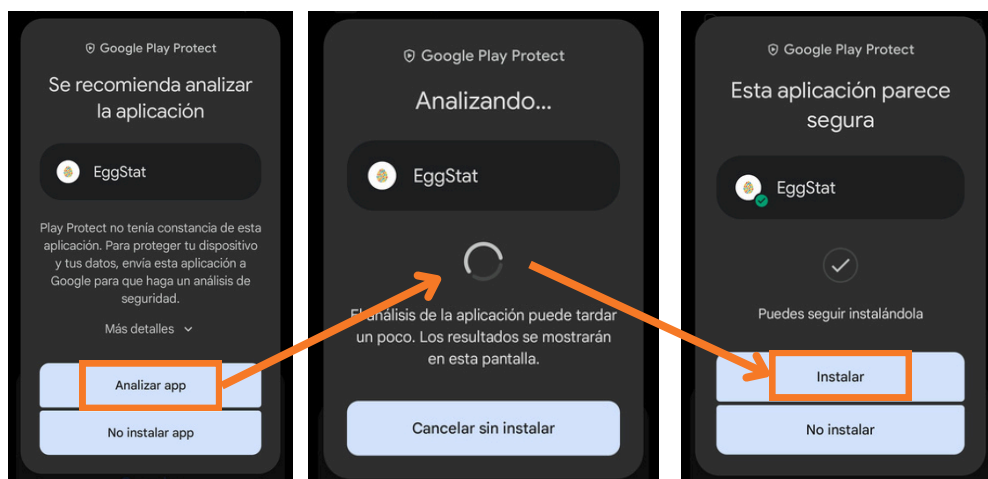 Google Play Protect
Se recomienda analizar
la aplicación
EggStat
Play Protect no tenía constancia de esta
aplicación. Para proteger tu dispositivo
y tus datos, envía esta aplicación a
Google para que haga un análisis de
seguridad.
Más detalles
Analizar app
No instalar app
Google Play Protect
Analizando...
EggStat
El análisis de la aplicación puede tardar
un poco. Los resultados se mostrarán
en esta pantalla.
Cancelar sin instalar
Google Play Protect
Esta aplicación parece
segura
EggStat
Puedes seguir instalándola
Instalar
No instalar